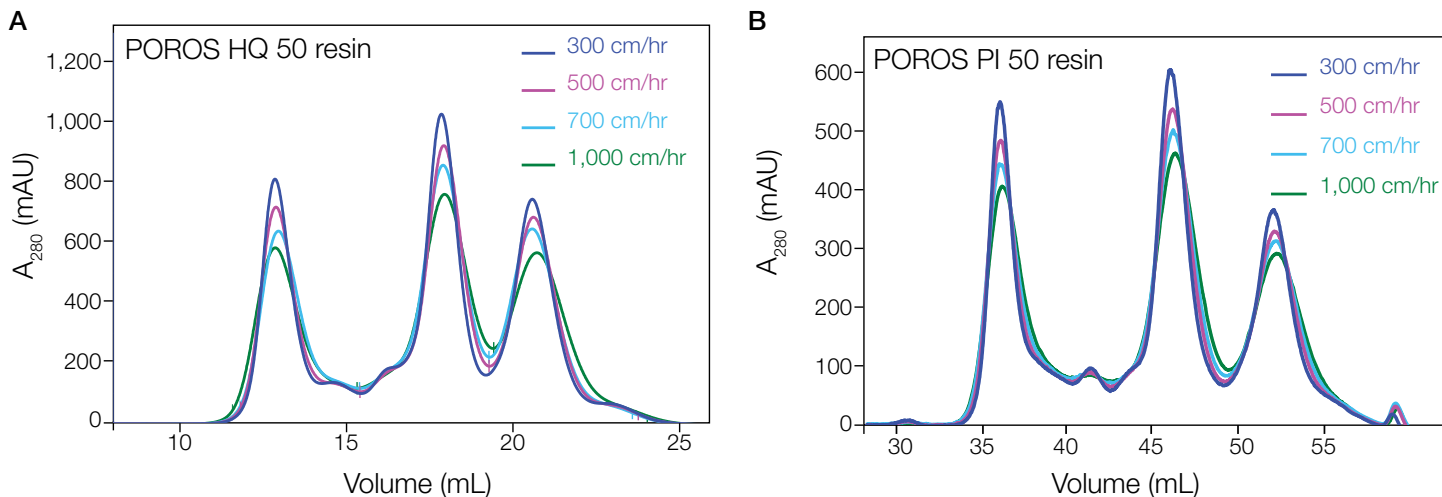 A
POROS HQ 50 resin
300 cm/hr
500 cm/hr
700 cm/hr
1,000 cm/hr
1,200
1,000
800
600
400
200
0
A280 (mAU)
10
15
20
25
Volume (mL)
B
POROS PI 50 resin
300 cm/hr
500 cm/hr
700 cm/hr
1,000 cm/hr
600
500
400
300
200
100
0
A280 (mAU)
30
35
40
45
50
55
Volume (mL)